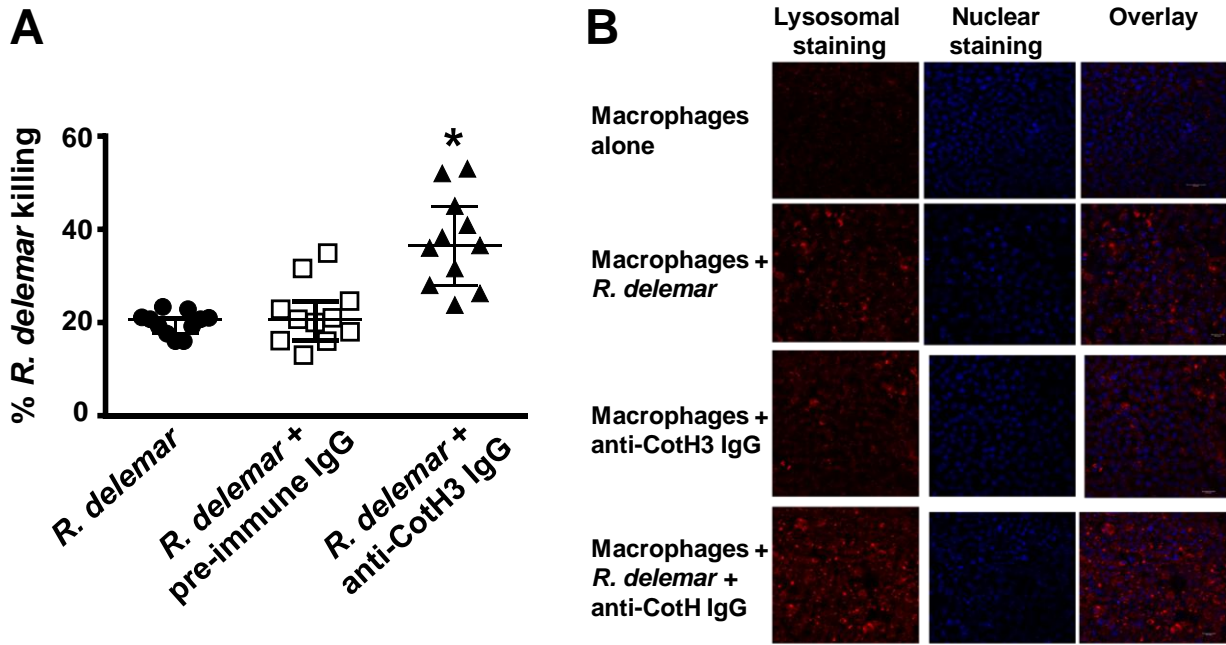 A
% R. delemar killing
60
40
20
0
*
R. delemar
R. delemar +
pre-immune IgG
R. delemar +
anti-CotH3 IgG
B
Lysosomal
staining
Nuclear
staining
Overlay
Macrophages
alone
Macrophages +
R. delemar
Macrophages +
anti-CotH3 IgG
Macrophages +
R. delemar +
anti-CotH IgG